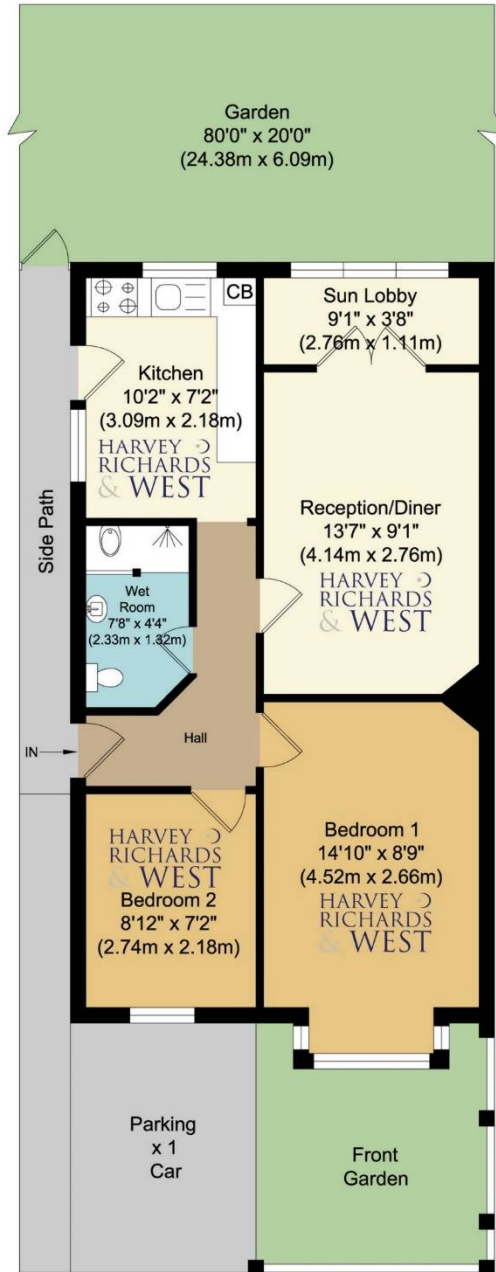 Garden
80'0" x 20'0"
(24.38m x 6.09m)
CB
Sun Lobby
9'1" x 3'8"
(2.76m x 1.11m)
Kitchen
10'2" x 7'2"
(3.09m x 2.18m)
HARVEY
RICHARDS
& WEST
Side Path
Reception/Diner
13'7" x 9'1"
(4.14m x 2.76m)
HARVEY
RICHARDS
& WEST
Wet
Room
7'8" x 4'4"
(2.33m x 1.32m)
IN
Hall
HARVEY
RICHARDS
& WEST
Bedroom 2
8'12" x 7'2"
(2.74m x 2.18m)
Bedroom 1
14'10" x 8'9"
(4.52m x 2.66m)
HARVEY
RICHARDS
& WEST
Parking
x 1
Car
Front
Garden